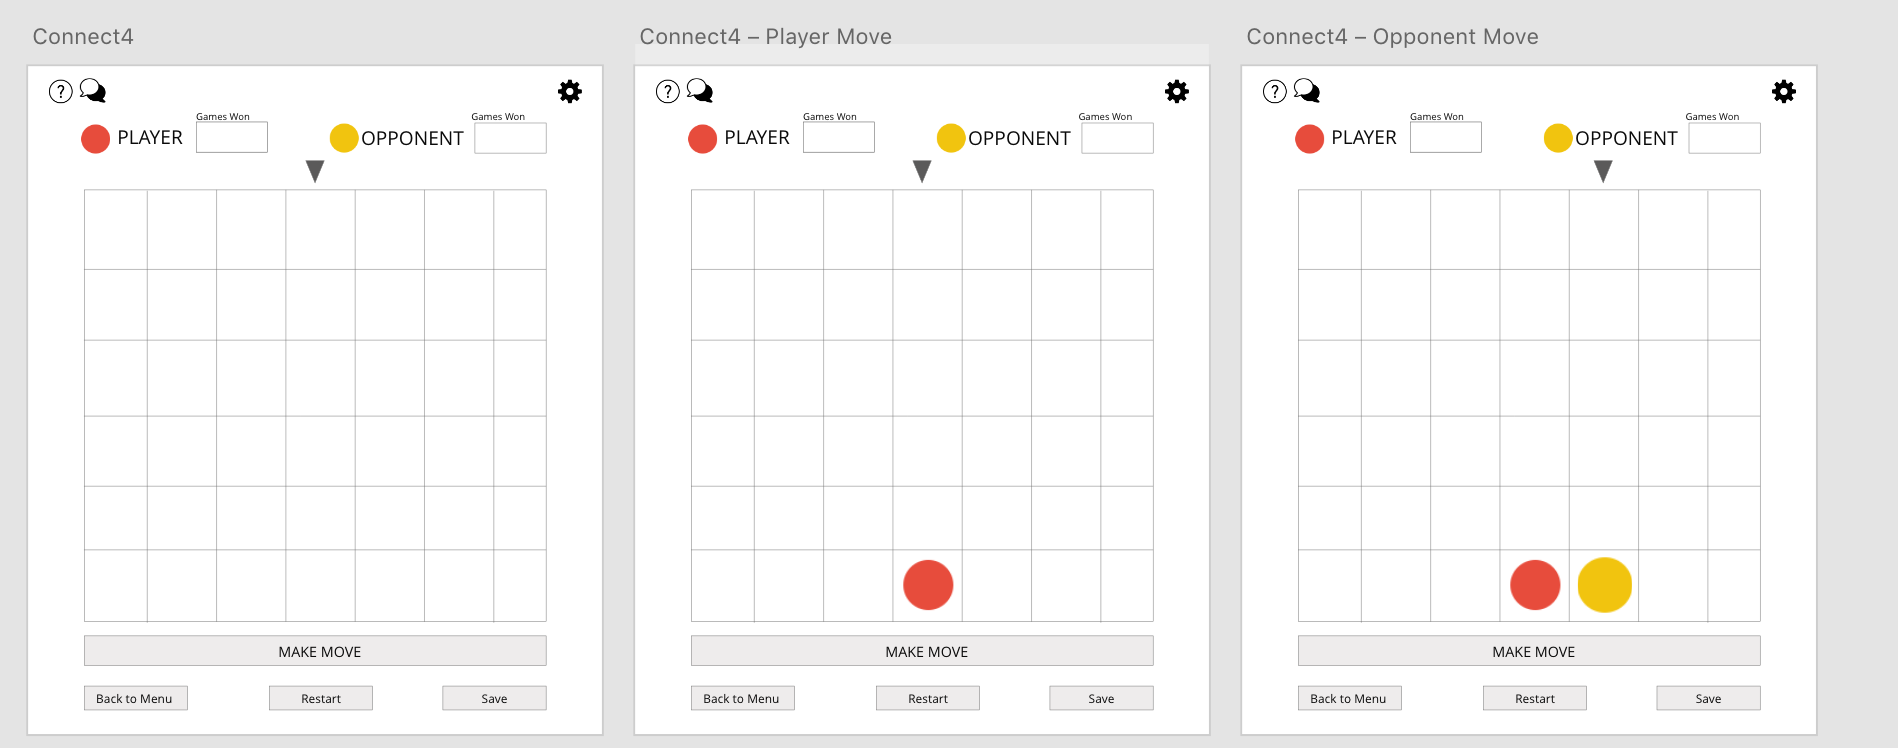 Connect4
?
Games Won
Games Won
PLAYER
OPPONENT
MAKE MOVE
Back to Menu
Restart
Save
Connect4 – Player Move
?
Games Won
Games Won
PLAYER
OPPONENT
MAKE MOVE
Back to Menu
Restart
Save
Connect4 – Opponent Move
?
Games Won
Games Won
PLAYER
OPPONENT
MAKE MOVE
Back to Menu
Restart
Save